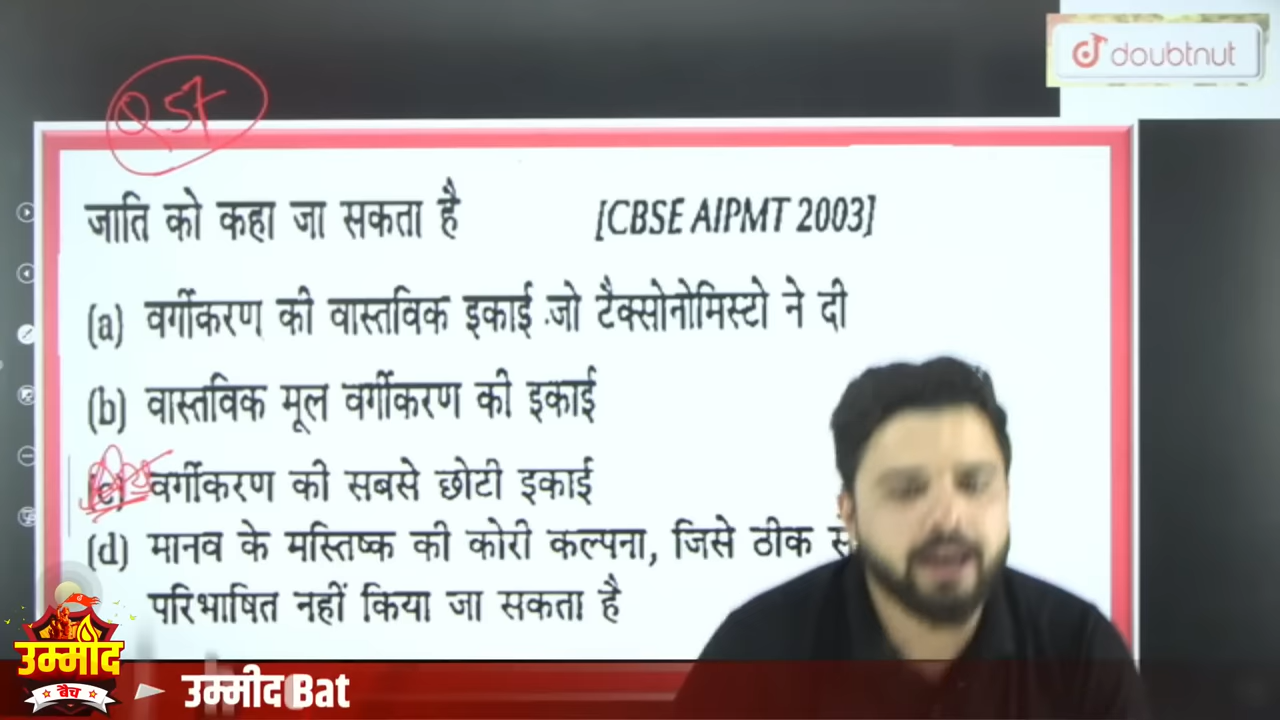 doubtnut
Q 57
जाति को कहा जा सकता है [CBSE AIPMT 2003]
(a) वर्गीकरण की वास्तविक इकाई जो टैक्सोनोमिस्टो ने दी
(b) वास्तविक मूल वर्गीकरण की इकाई
(c) वर्गीकरण की सबसे छोटी इकाई
(d) मानव के मस्तिष्क की कोरी कल्पना, जिसे ठीक
परिभाषित नहीं किया जा सकता है
उम्मीद
बैच
उम्मीद Bat